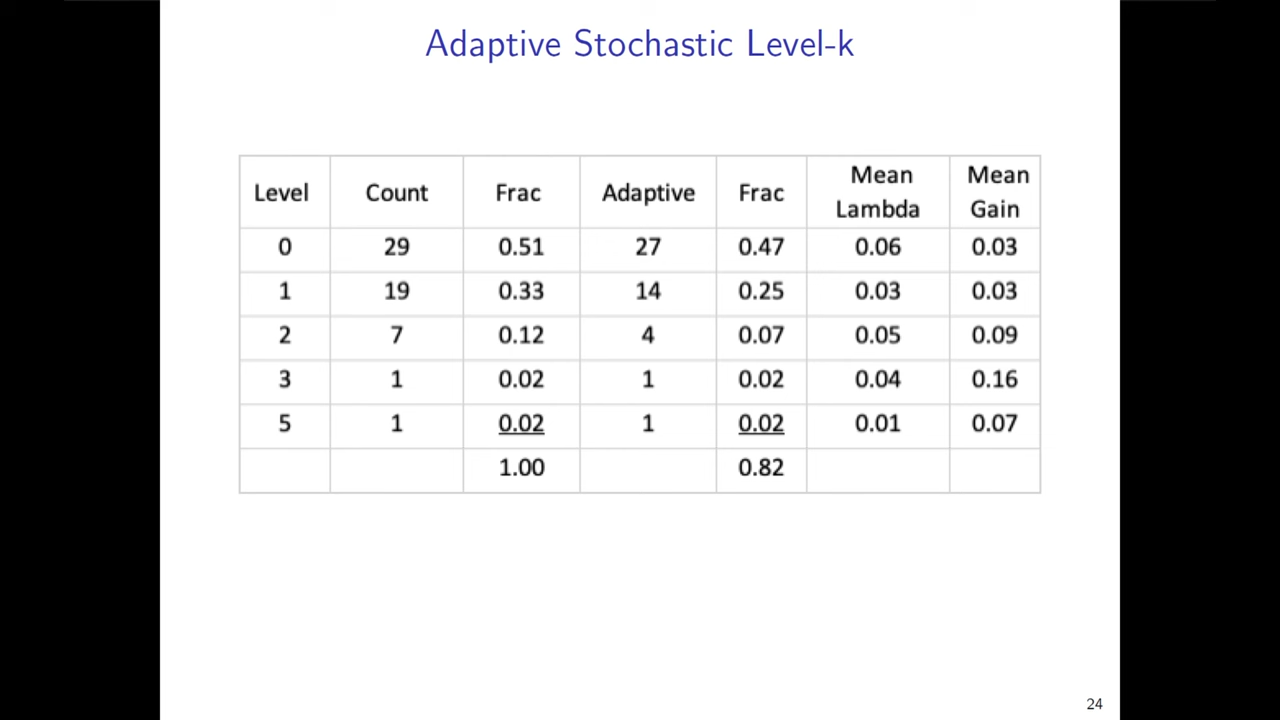 Adaptive Stochastic Level-k
Level Count Frac Adaptive Frac Mean Lambda Mean Gain
0 29 0.51 27 0.47 0.06 0.03
1 19 0.33 14 0.25 0.03 0.03
2 7 0.12 4 0.07 0.05 0.09
3 1 0.02 1 0.02 0.04 0.16
5 1 0.02 1 0.02 0.01 0.07
1.00 0.82
24